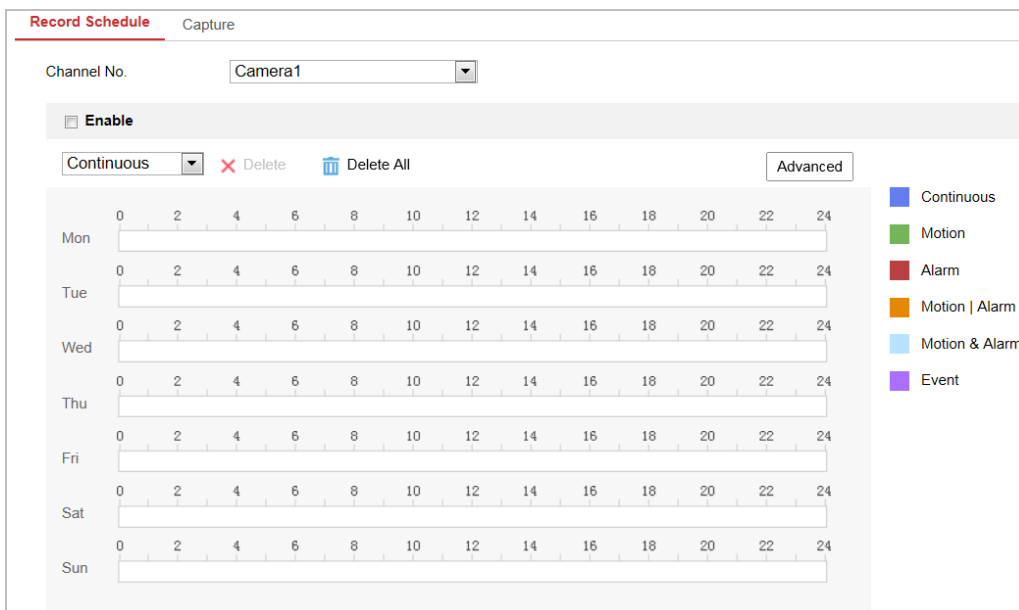 Record Schedule Capture
Channel No. Camera1
Enable
Continuous Delete Delete All Advanced
0 2 4 6 8 10 12 14 16 18 20 22 24
Mon
0 2 4 6 8 10 12 14 16 18 20 22 24
Tue
0 2 4 6 8 10 12 14 16 18 20 22 24
Wed
0 2 4 6 8 10 12 14 16 18 20 22 24
Thu
0 2 4 6 8 10 12 14 16 18 20 22 24
Fri
0 2 4 6 8 10 12 14 16 18 20 22 24
Sat
0 2 4 6 8 10 12 14 16 18 20 22 24
Sun
Continuous
Motion
Alarm
Motion | Alarm
Motion & Alarm
Event